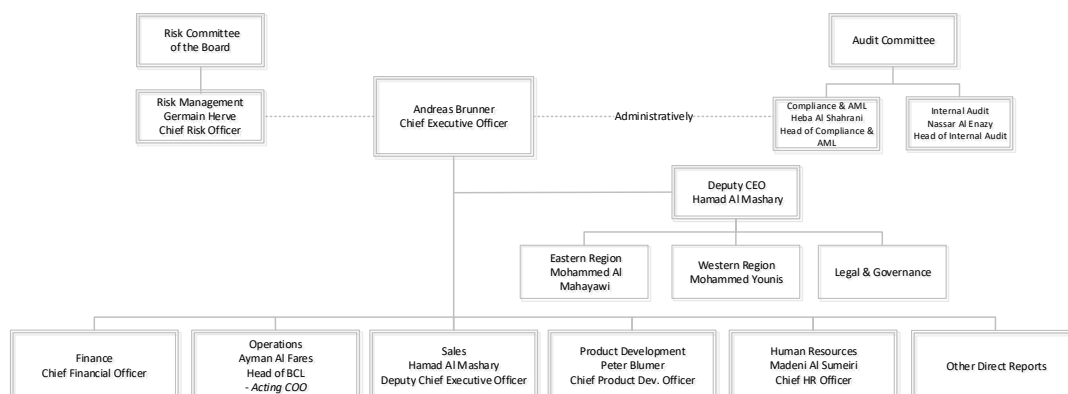 Risk Committee
of the Board
Audit Committee
Risk Management
Germain Herve
Chief Risk Officer
Andreas Brunner
Chief Executive Officer
Administratively
Compliance & AML
Heba Al Shahrani
Head of Compliance &
AML
Internal Audit
Nassar Al Enazy
Head of Internal Audit
Deputy CEO
Hamad Al Mashary
Eastern Region
Mohammed Al
Mahayawi
Western Region
Mohammed Younis
Legal & Governance
Finance
Chief Financial Officer
Operations
Ayman Al Fares
Head of BCL
- Acting COO
Sales
Hamad Al Mashary
Deputy Chief Executive Officer
Product Development
Peter Blumer
Chief Product Dev. Officer
Human Resources
Madeni Al Sumeiri
Chief HR Officer
Other Direct Reports